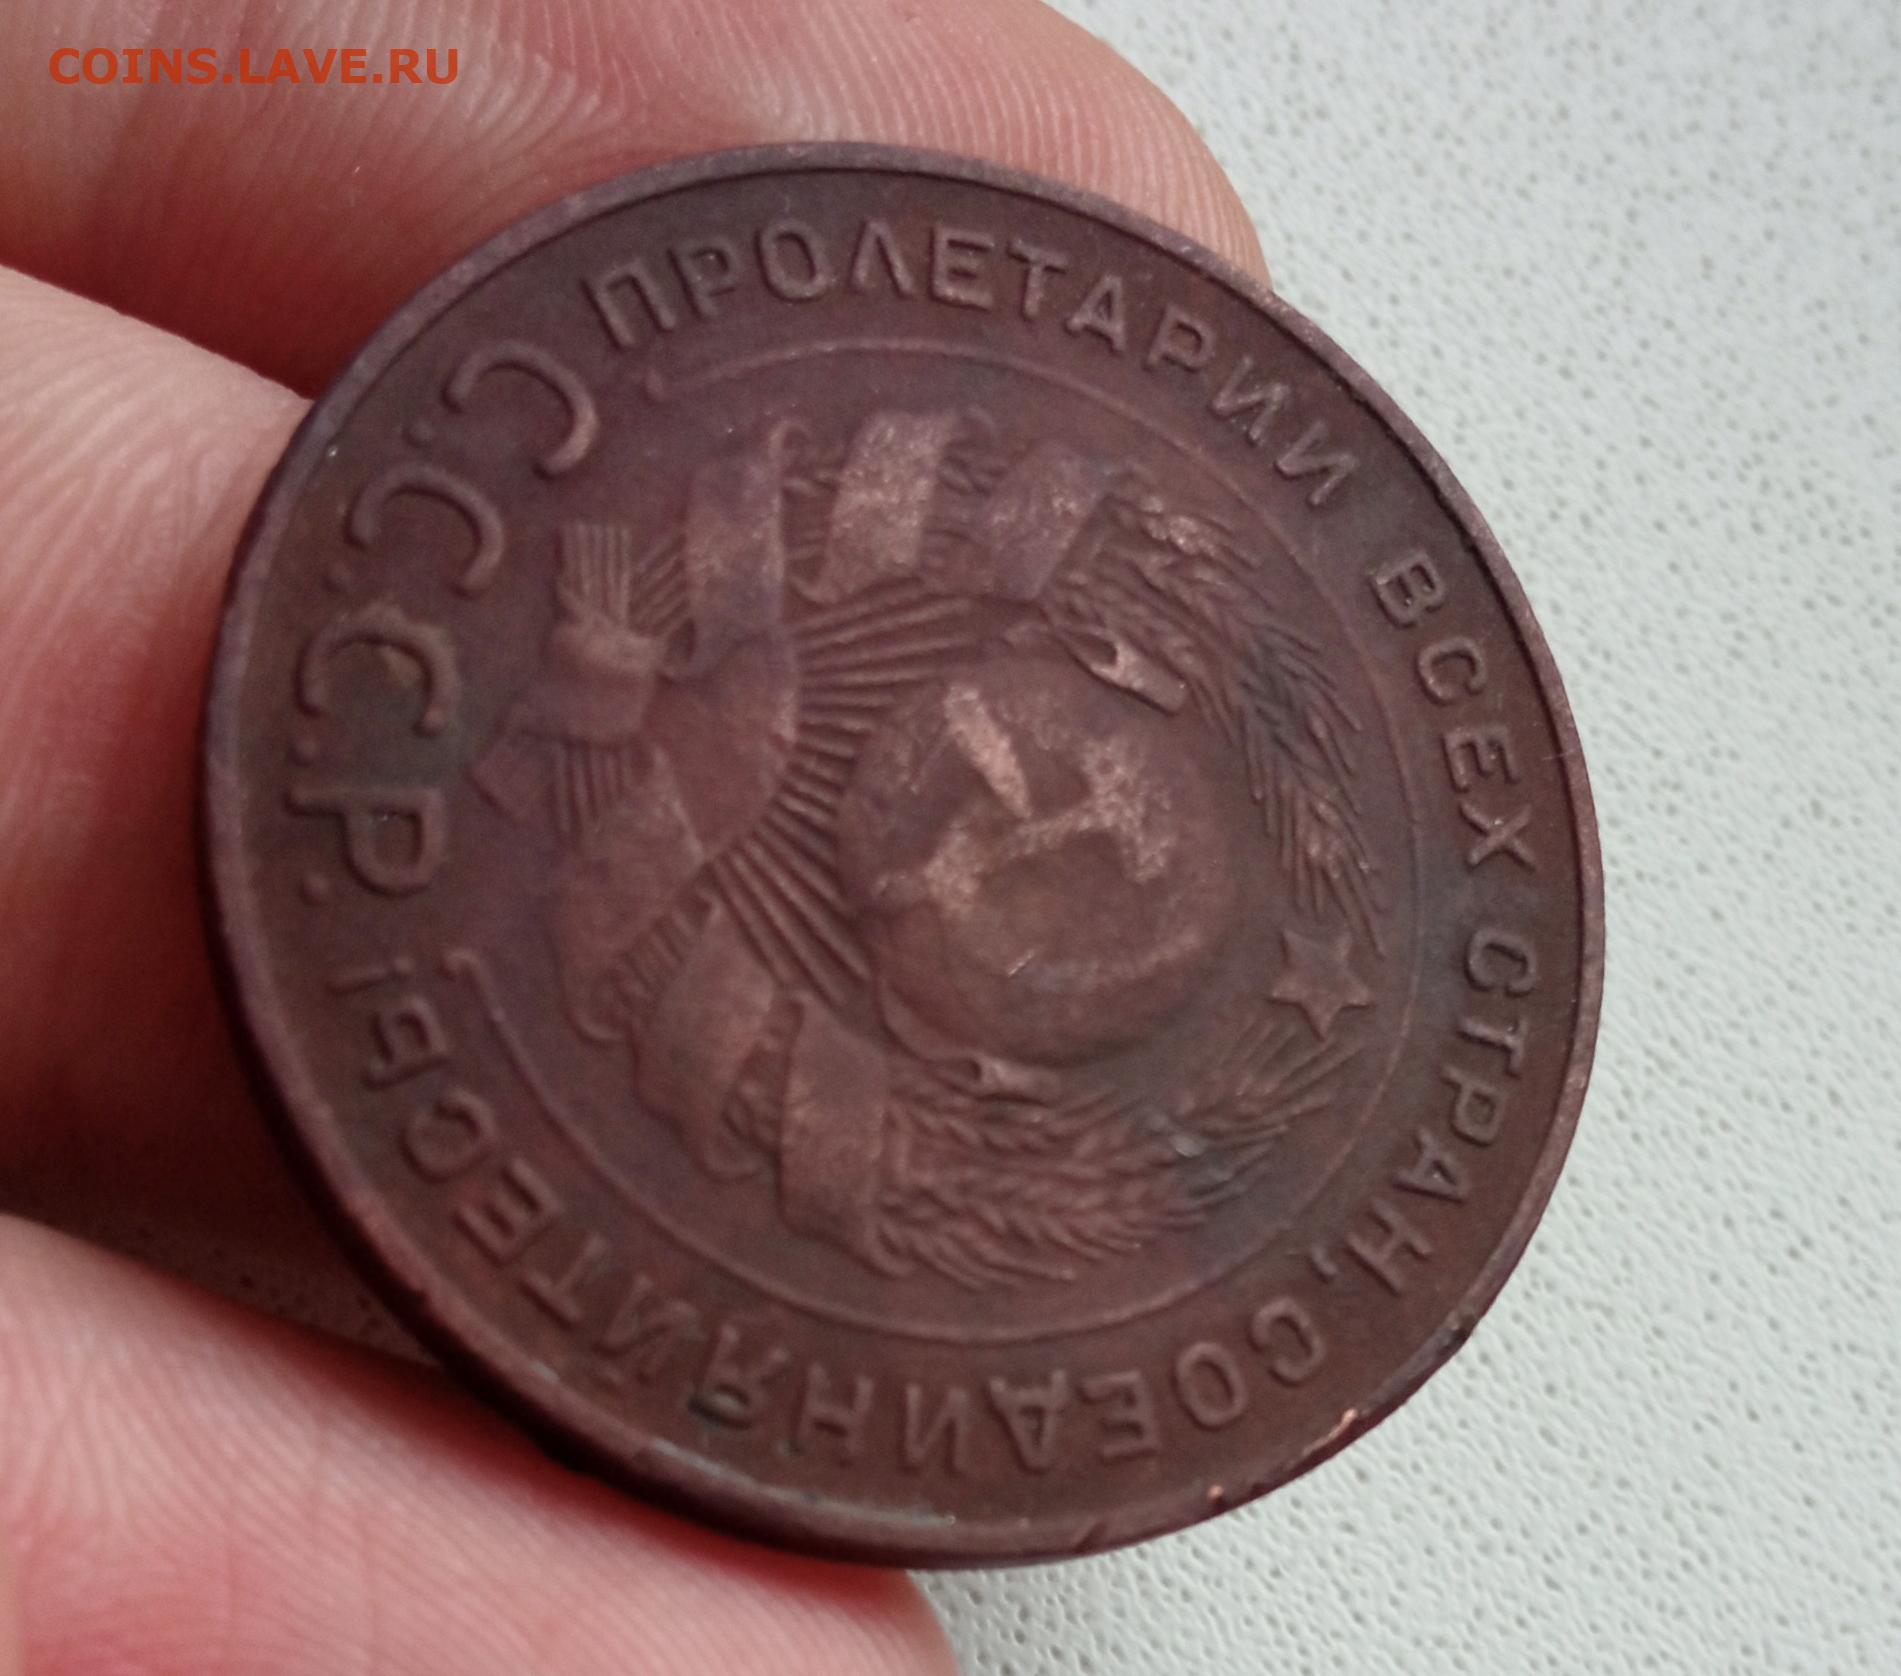 COINS.LAVE.RU
ПРОЛЕТАРИИ ВСЕХ СТРАН, СОЕДИНЯЙТЕСЬ!
С.С.С.Р.